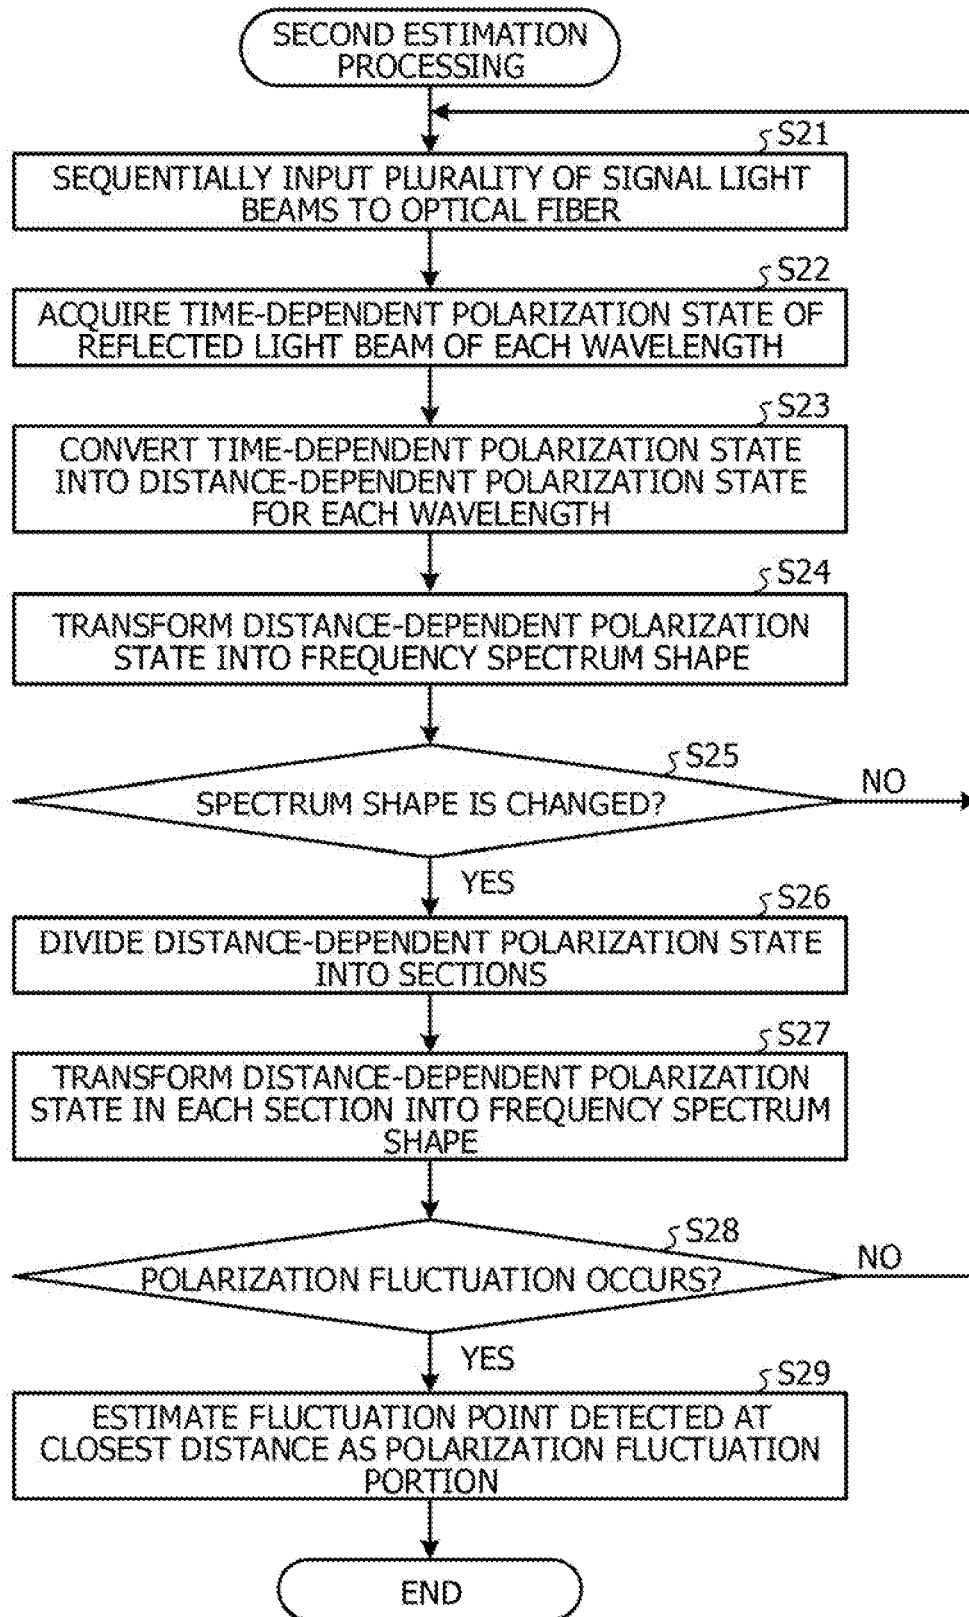 SECOND ESTIMATION
PROCESSING
S21
SEQUENTIALLY INPUT PLURALITY OF SIGNAL LIGHT
BEAMS TO OPTICAL FIBER
S22
ACQUIRE TIME-DEPENDENT POLARIZATION STATE OF
REFLECTED LIGHT BEAM OF EACH WAVELENGTH
S23
CONVERT TIME-DEPENDENT POLARIZATION STATE
INTO DISTANCE-DEPENDENT POLARIZATION STATE
FOR EACH WAVELENGTH
S24
TRANSFORM DISTANCE-DEPENDENT POLARIZATION
STATE INTO FREQUENCY SPECTRUM SHAPE
S25
SPECTRUM SHAPE IS CHANGED?
NO
YES
S26
DIVIDE DISTANCE-DEPENDENT POLARIZATION STATE
INTO SECTIONS
S27
TRANSFORM DISTANCE-DEPENDENT POLARIZATION
STATE IN EACH SECTION INTO FREQUENCY SPECTRUM
SHAPE
S28
POLARIZATION FLUCTUATION OCCURS?
NO
YES
S29
ESTIMATE FLUCTUATION POINT DETECTED AT
CLOSEST DISTANCE AS POLARIZATION FLUCTUATION
PORTION
END